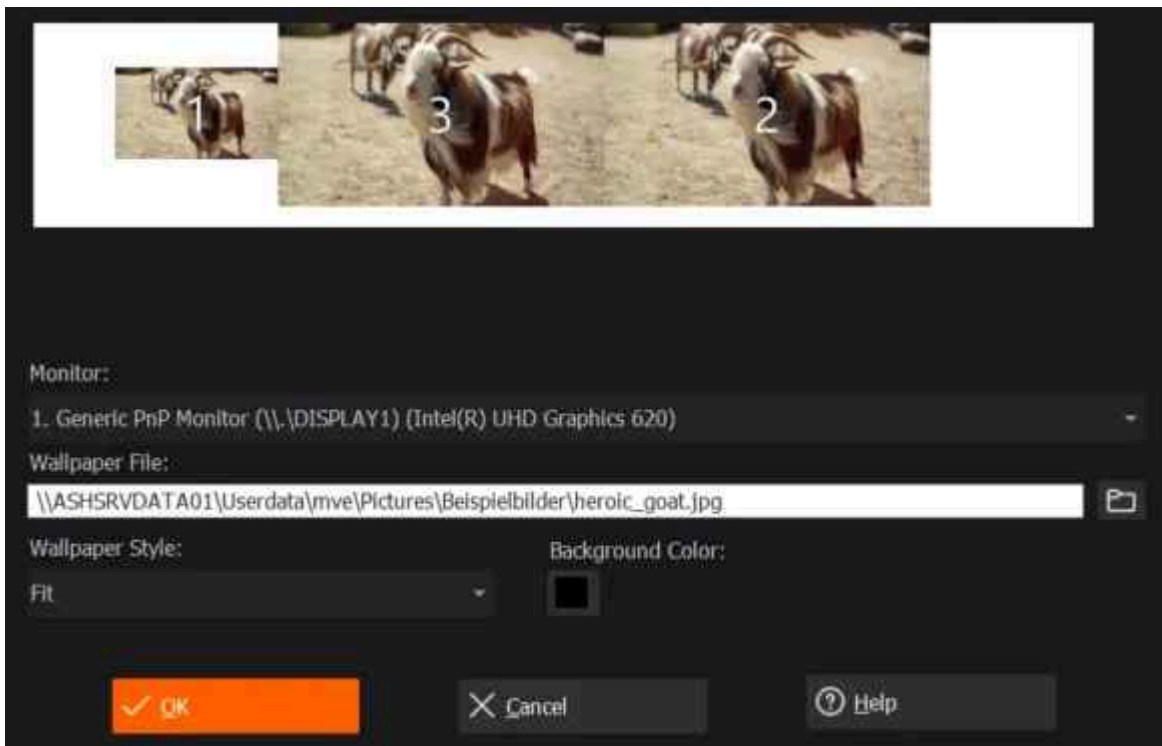 1
3
2
Monitor:
1. Generic PnP Monitor (\\.\DISPLAY1) (Intel(R) UHD Graphics 620)
Wallpaper File:
\\ASHSRVDATA01\Userdata\mve\Pictures\Beispielbilder\heroic_goat.jpg
Wallpaper Style:
Background Color:
Fit
OK
Cancel
Help